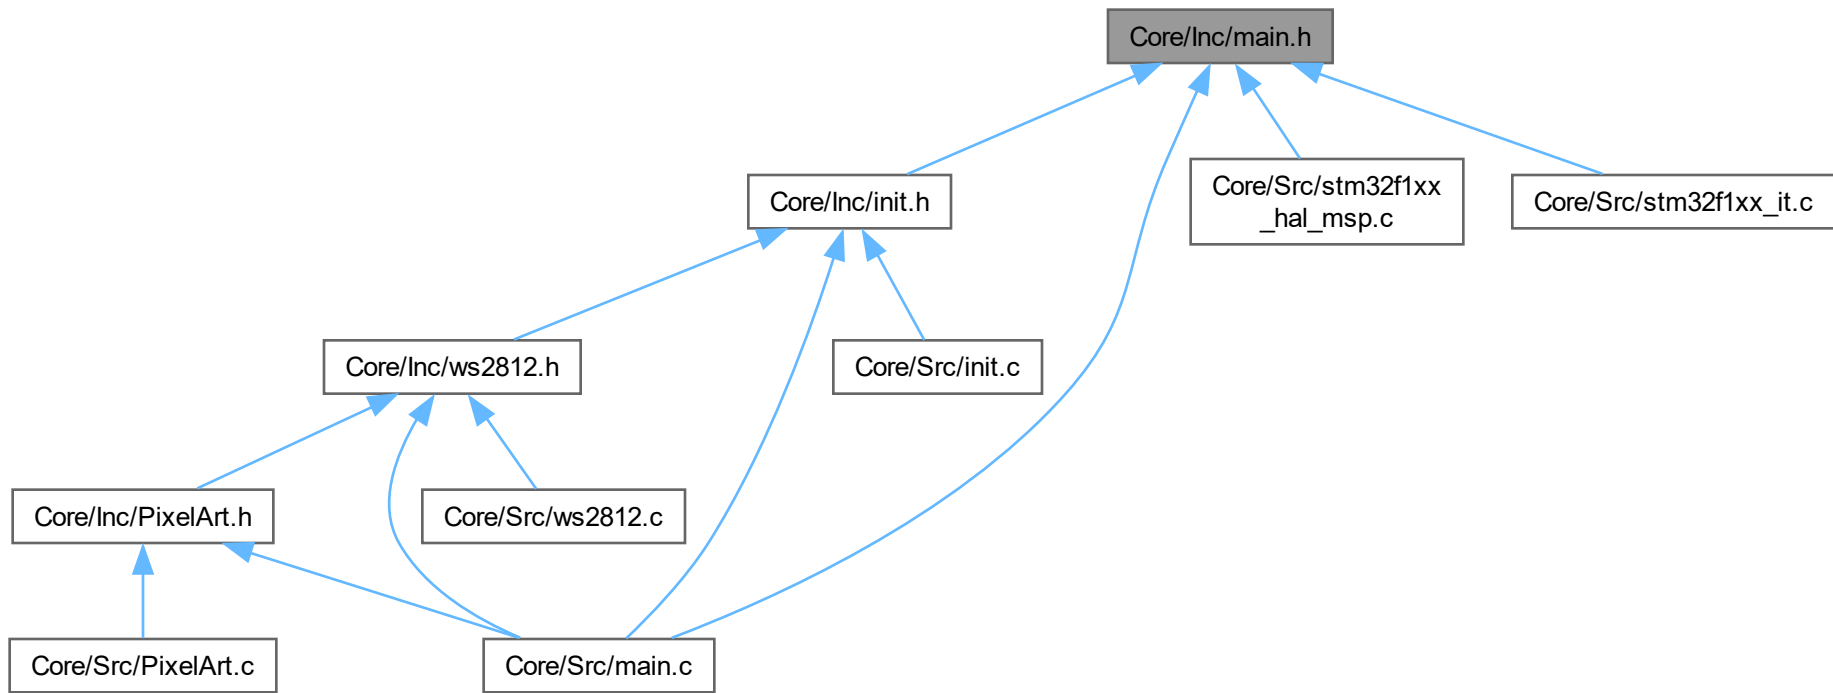 Core/Inc/main.h
Core/Inc/init.h
Core/Src/stm32f1xx
_hal_msp.c
Core/Src/stm32f1xx_it.c
Core/Inc/ws2812.h
Core/Src/init.c
Core/Inc/PixelArt.h
Core/Src/ws2812.c
Core/Src/PixelArt.c
Core/Src/main.c